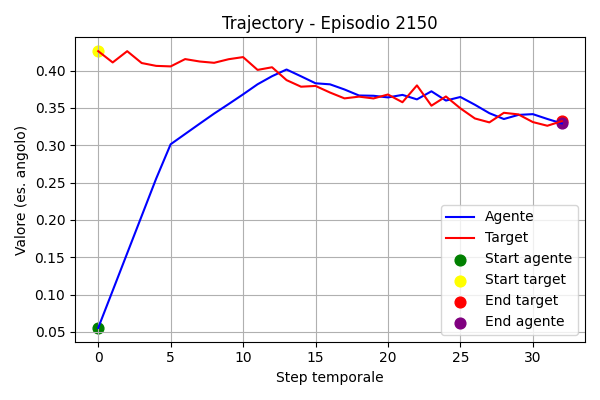 Trajectory - Episodio 2150
Valore (es. angolo)
0.40
0.35
0.30
0.25
0.20
0.15
0.10
0.05
0 5 10 15 20 25 30
Step temporale
Agente
Target
Start agente
Start target
End target
End agente